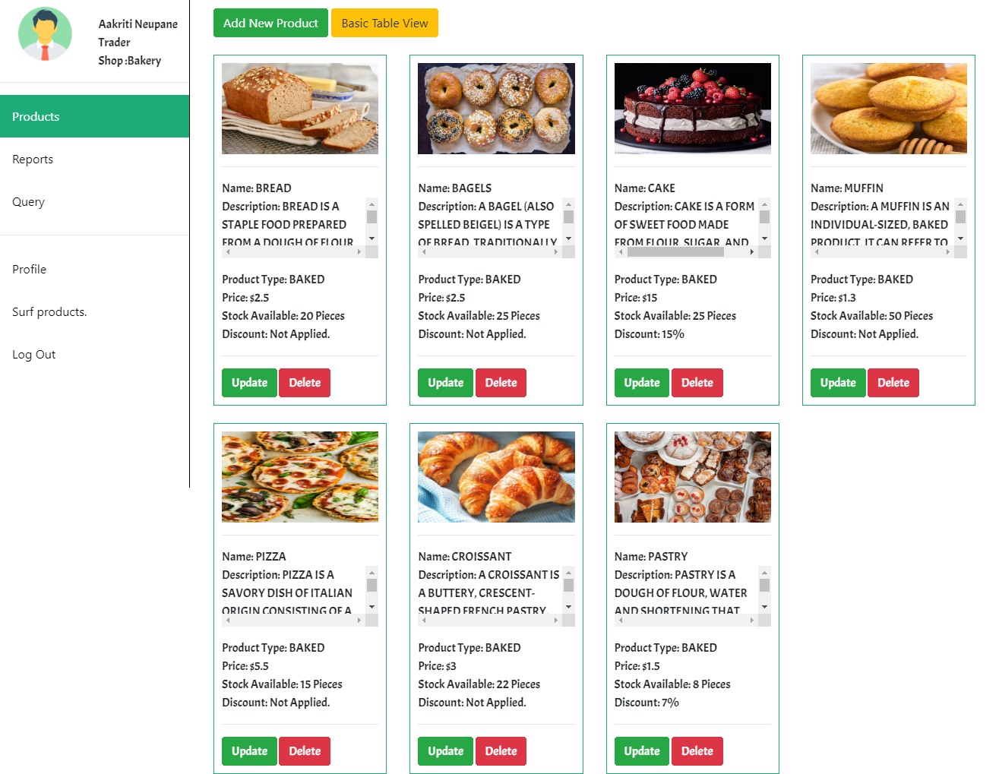 Aakriti Neupane
Trader
Shop :Bakery
Products
Reports
Query
Profile
Surf products.
Log Out
Add New Product
Basic Table View
Name: BREAD
Description: BREAD IS A
STAPLE FOOD PREPARED
FROM A DOUGH OF FLOUR
Product Type: BAKED
Price: $2.5
Stock Available: 20 Pieces
Discount: Not Applied.
Update
Delete
Name: BAGELS
Description: A BAGEL (ALSO
SPELLED BEIGEL) IS A TYPE
OF BREAD TRADITIONALLY
Product Type: BAKED
Price: $2.5
Stock Available: 25 Pieces
Discount: Not Applied.
Update
Delete
Name: CAKE
Description: CAKE IS A FORM
OF SWEET FOOD MADE
FROM FLOUR, SUGAR, AND
Product Type: BAKED
Price: $15
Stock Available: 25 Pieces
Discount: 15%
Update
Delete
Name: MUFFIN
Description: A MUFFIN IS AN
INDIVIDUAL-SIZED, BAKED
PRODUCT. IT CAN REFER TO
Product Type: BAKED
Price: $1.3
Stock Available: 50 Pieces
Discount: Not Applied.
Update
Delete
Name: PIZZA
Description: PIZZA IS A
SAVORY DISH OF ITALIAN
ORIGIN CONSISTING OF A
Product Type: BAKED
Price: $5.5
Stock Available: 15 Pieces
Discount: Not Applied.
Update
Delete
Name: CROISSANT
Description: A CROISSANT IS
A BUTTERY, CRESCENT-
SHAPED FRENCH PASTRY.
Product Type: BAKED
Price: $3
Stock Available: 22 Pieces
Discount: Not Applied.
Update
Delete
Name: PASTRY
Description: PASTRY IS A
DOUGH OF FLOUR, WATER
AND SHORTENING THAT
Product Type: BAKED
Price: $1.5
Stock Available: 8 Pieces
Discount: 7%
Update
Delete